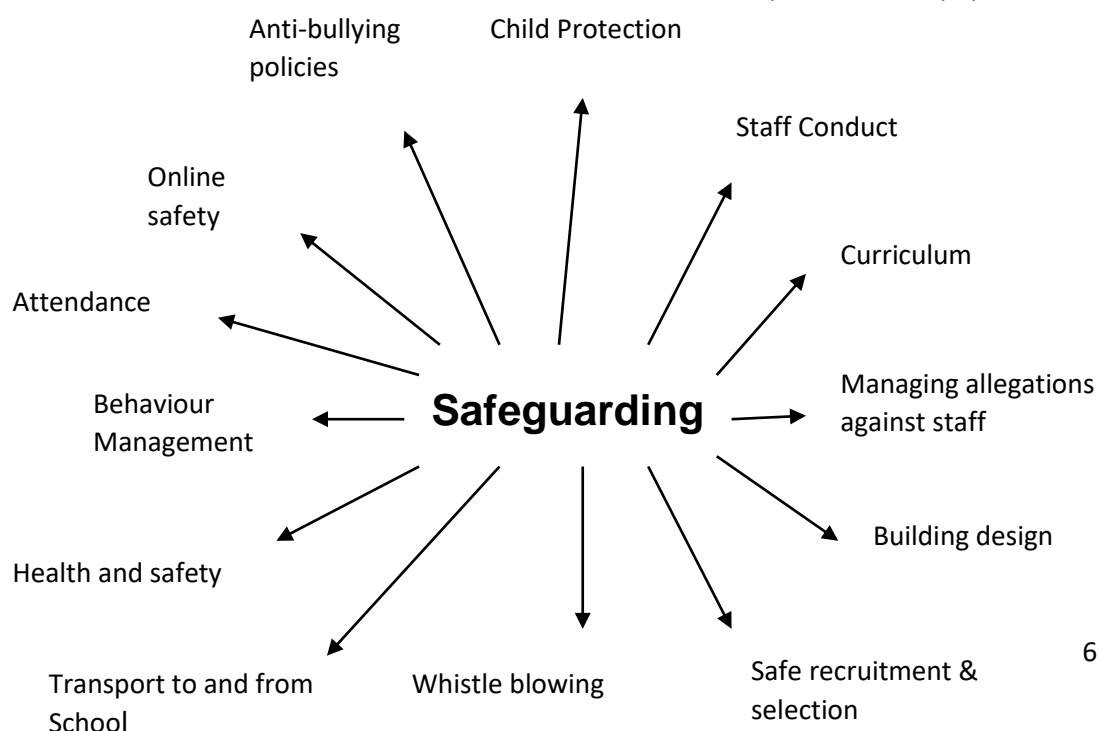 Anti-bullying
policies
Child Protection
Staff Conduct
Online
safety
Curriculum
Attendance
Managing allegations
against staff
Behaviour
Management
Safeguarding
Building design
Health and safety
6
Safe recruitment &
selection
Transport to and from
School
Whistle blowing